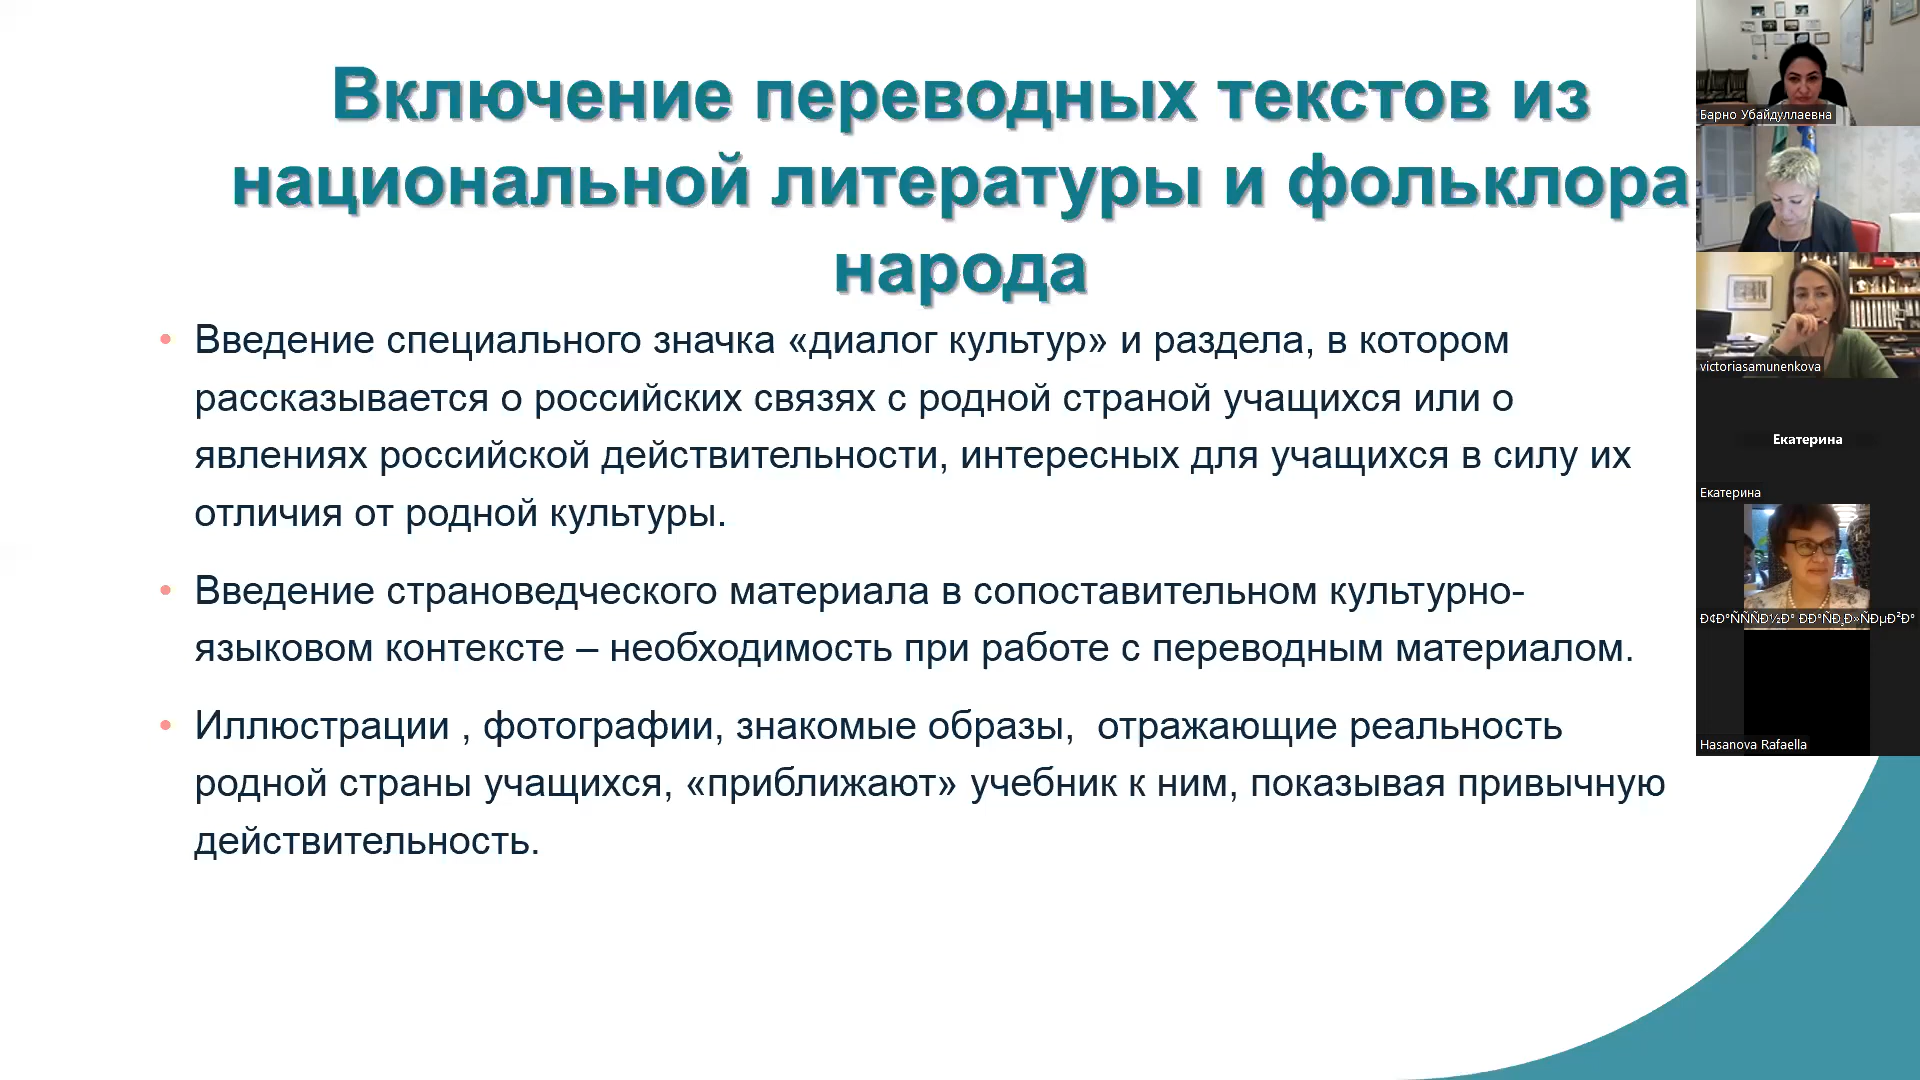 Включение переводных текстов из
национальной литературы и фольклора
народа
• Введение специального значка «диалог культур» и раздела, в котором
рассказывается о российских связях с родной страной учащихся или о
явлениях российской действительности, интересных для учащихся в силу их
отличия от родной культуры.
• Введение страноведческого материала в сопоставительном культурно-
языковом контексте – необходимость при работе с переводным материалом.
• Иллюстрации , фотографии, знакомые образы,  отражающие реальность
родной страны учащихся, «приближают» учебник к ним, показывая привычную
действительность.
Барно Убайдуллаевна
victoriasamunenkova
Екатерина
Екатерина
Hasanova Rafaella